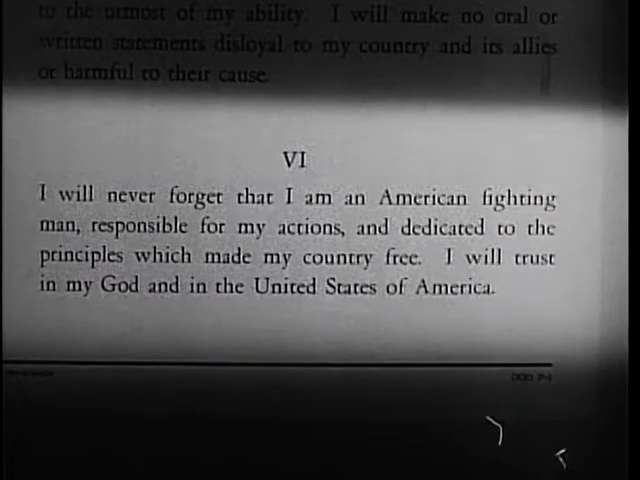 to the utmost of my ability. I will make no oral or
written statements disloyal to my country and its allies
or harmful to their cause.
VI
I will never forget that I am an American fighting
man, responsible for my actions, and dedicated to the
principles which made my country free. I will trust
in my God and in the United States of America.
DOD P-1